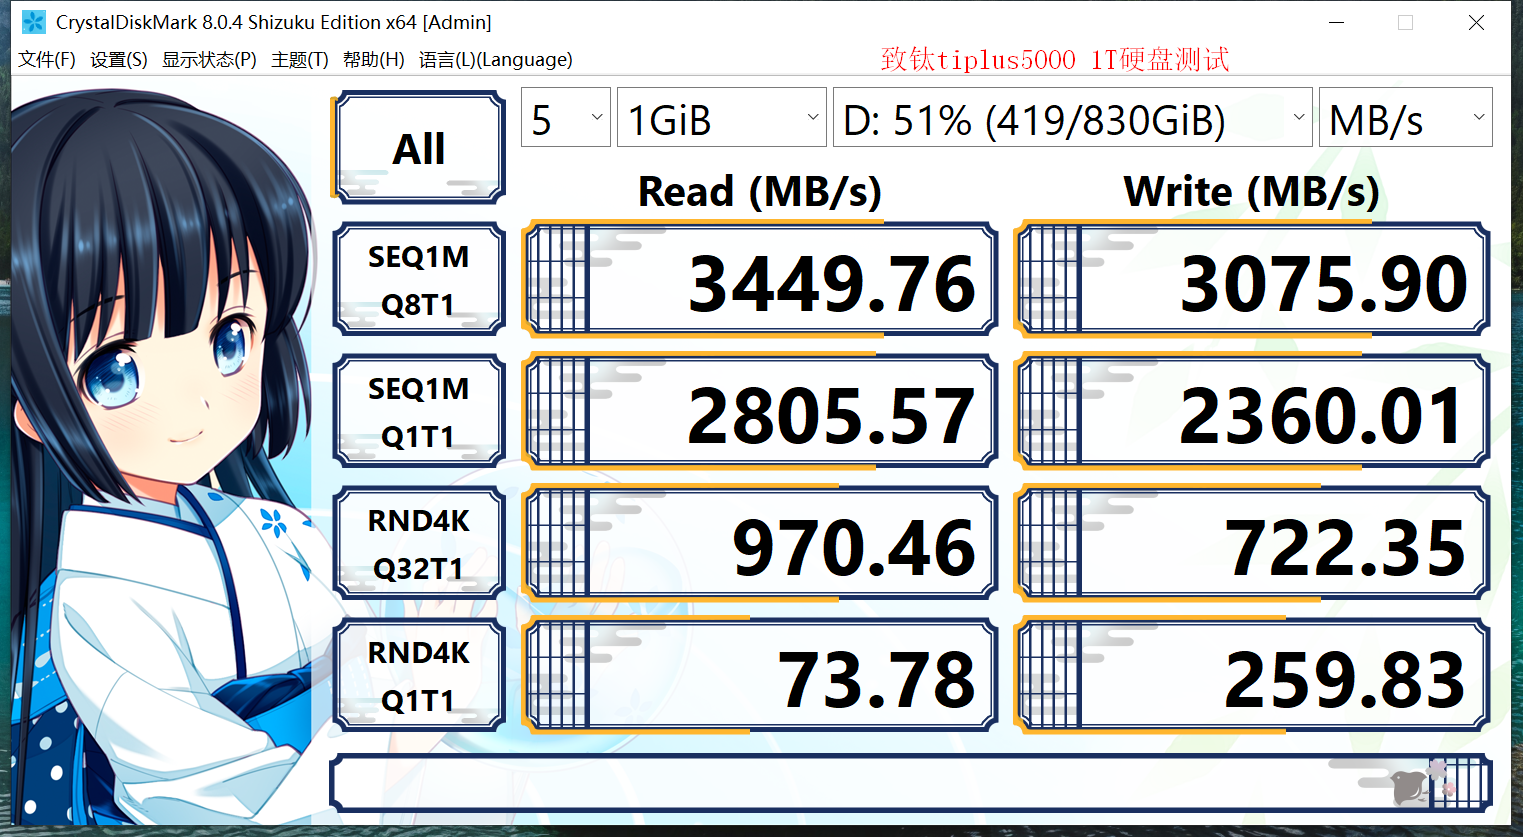 CrystalDiskMark 8.0.4 Shizuku Edition x64 [Admin]
文件(F) 设置(S) 显示状态(P) 主题(T) 帮助(H) 语言(L)(Language)
致钛tiplus5000 1T硬盘测试
All
5 1GiB D: 51% (419/830GiB) MB/s
Read (MB/s) Write (MB/s)
SEQ1M
Q8T1
3449.76 3075.90
SEQ1M
Q1T1
2805.57 2360.01
RND4K
Q32T1
970.46 722.35
RND4K
Q1T1
73.78 259.83